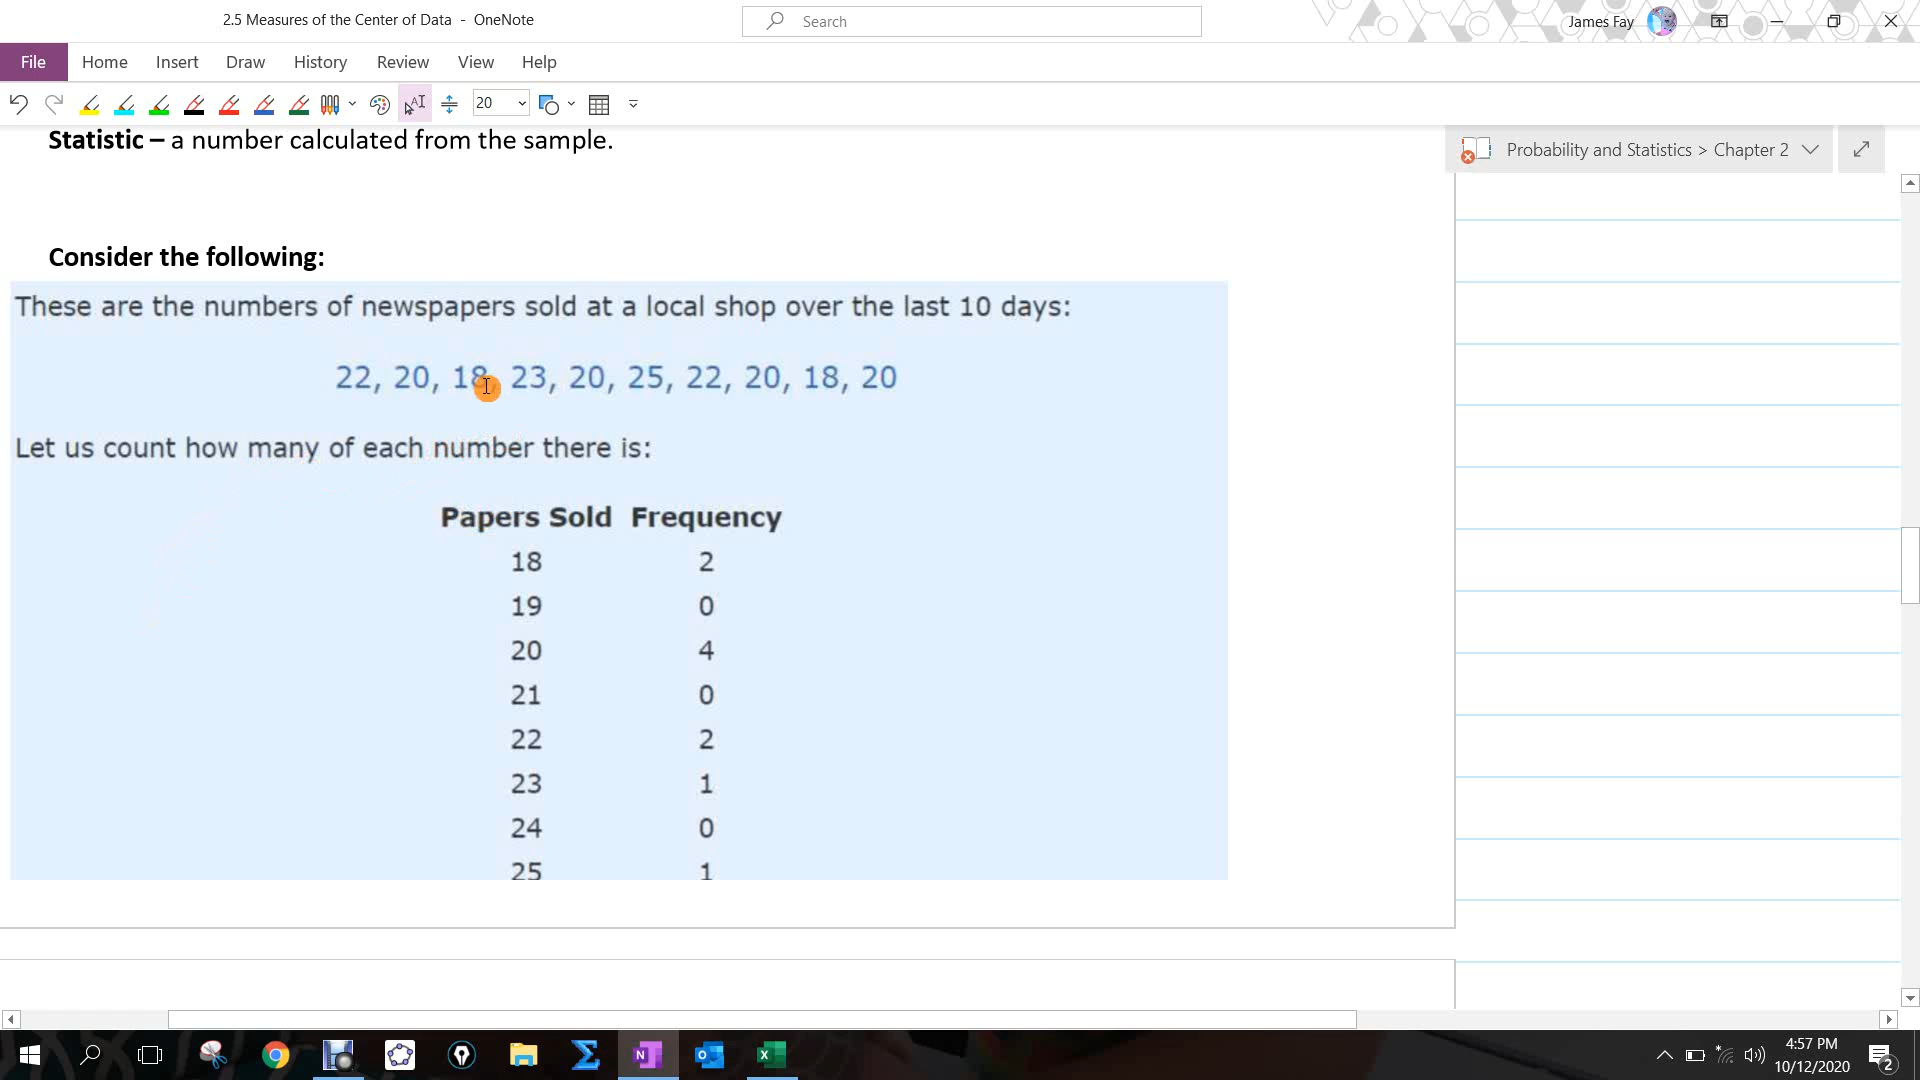 2.5 Measures of the Center of Data - OneNote
Search
James Fay
File Home Insert Draw History Review View Help
20
Statistic – a number calculated from the sample.
Probability and Statistics > Chapter 2
Consider the following:
These are the numbers of newspapers sold at a local shop over the last 10 days:
22, 20, 18, 23, 20, 25, 22, 20, 18, 20
Let us count how many of each number there is:
Papers Sold Frequency
18 2
19 0
20 4
21 0
22 2
23 1
24 0
25 1
4:57 PM
10/12/2020
2